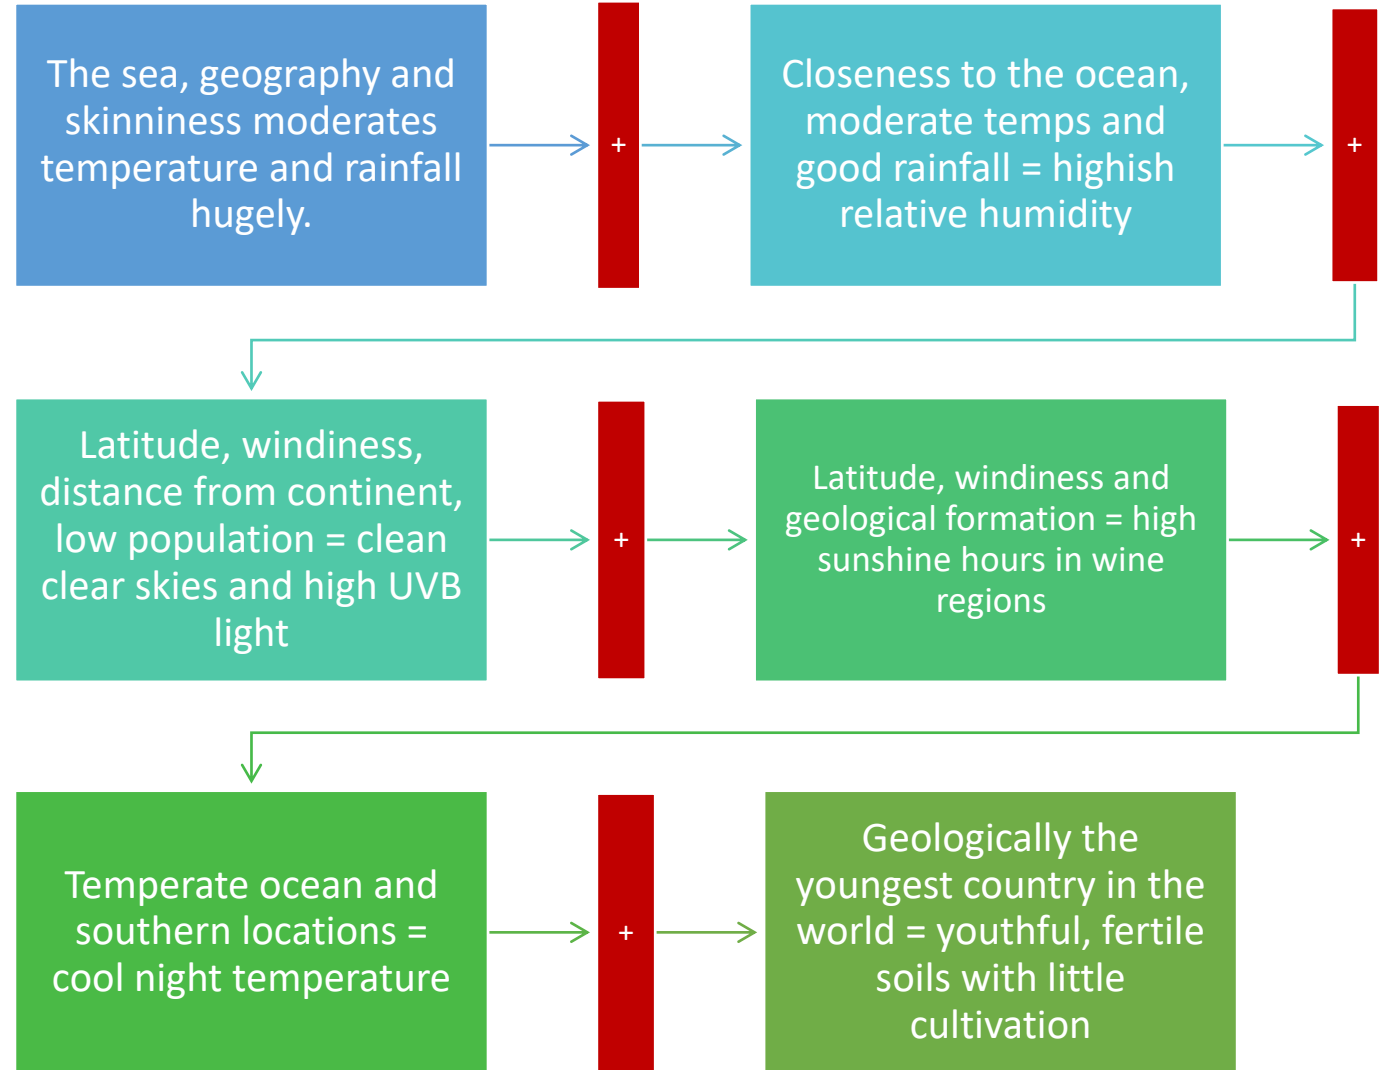 The sea, geography and
skinniness moderates
temperature and rainfall
hugely.
+
Closeness to the ocean,
moderate temps and
good rainfall = highish
relative humidity
+
Latitude, windiness,
distance from continent,
low population = clean
clear skies and high UVB
light
+
Latitude, windiness and
geological formation = high
sunshine hours in wine
regions
+
Temperate ocean and
southern locations =
cool night temperature
+
Geologically the
youngest country in the
world = youthful, fertile
soils with little
cultivation